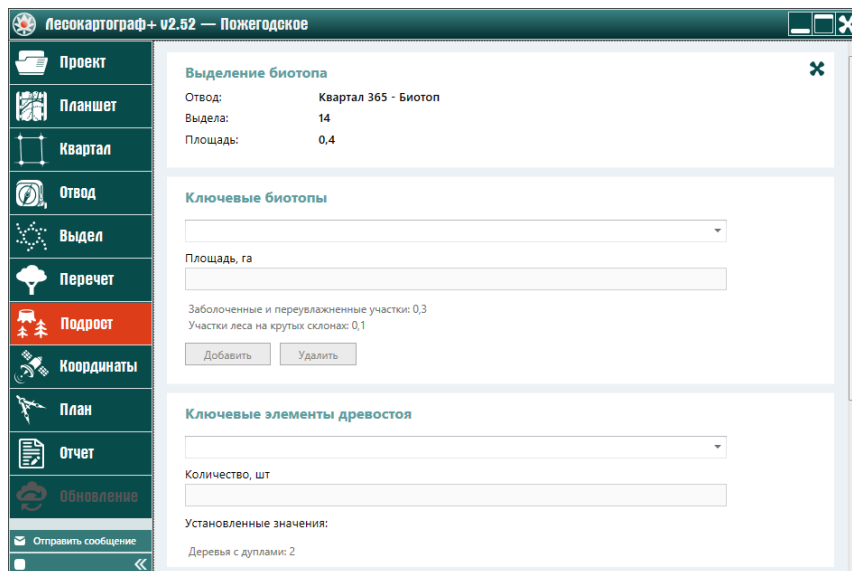 Лесокартограф+ v2.52 — Пожегодское
Проект
Планшет
Квартал
Отвод
Выдел
Перечет
Подрост
Координаты
План
Отчет
Обновление
Отправить сообщение
Выделение биотопа
Отвод: Квартал 365 - Биотоп
Выдела: 14
Площадь: 0,4
Ключевые биотопы
Площадь, га
Заболоченные и переувлажненные участки: 0,3
Участки леса на крутых склонах: 0,1
Добавить Удалить
Ключевые элементы древостоя
Количество, шт
Установленные значения:
Деревья с дуплами: 2